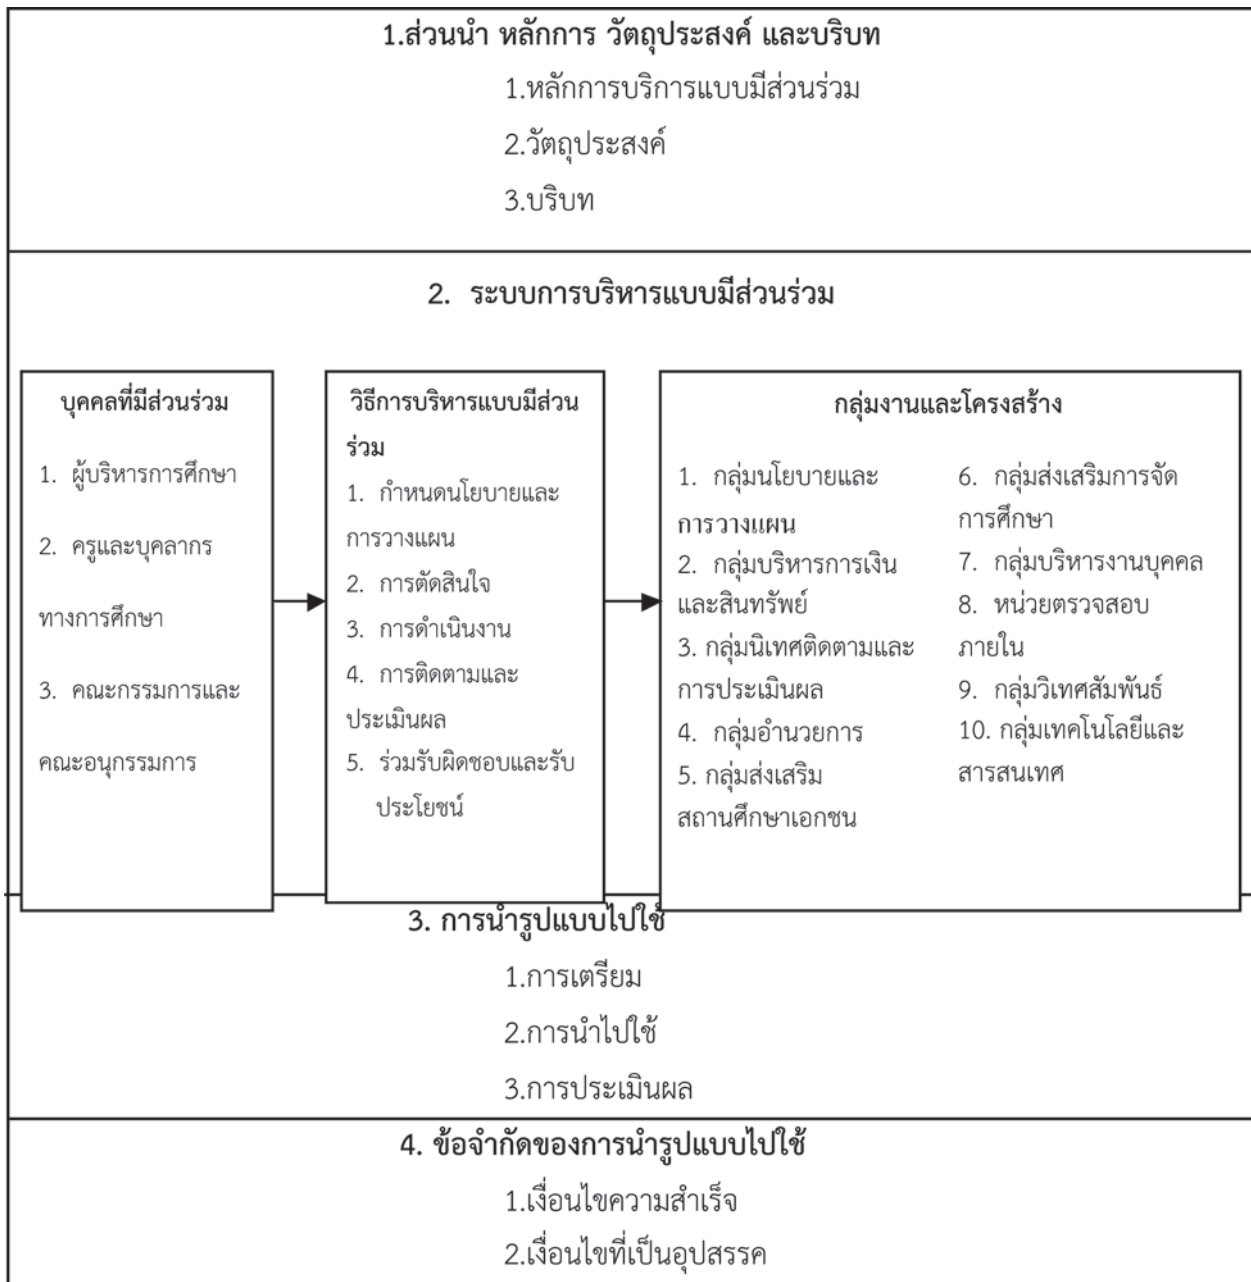 1.ส่วนนำ หลักการ วัตถุประสงค์ และบริบท
1.หลักการบริการแบบมีส่วนร่วม
2.วัตถุประสงค์
3.บริบท
2. ระบบการบริหารแบบมีส่วนร่วม
บุคคลที่มีส่วนร่วม
1. ผู้บริหารการศึกษา
2. ครูและบุคลากร
ทางการศึกษา
3. คณะกรรมการและ
คณะอนุกรรมการ
วิธีการบริหารแบบมีส่วน
ร่วม
1. กำหนดนโยบายและ
การวางแผน
2. การตัดสินใจ
3. การดำเนินงาน
4. การติดตามและ
ประเมินผล
5. ร่วมรับผิดชอบและรับ
ประโยชน์
กลุ่มงานและโครงสร้าง
1. กลุ่มนโยบายและ
การวางแผน
2. กลุ่มบริหารการเงิน
และสินทรัพย์
3. กลุ่มนิเทศติดตามและ
การประเมินผล
4. กลุ่มอำนวยการ
5. กลุ่มส่งเสริม
สถานศึกษาเอกชน
6. กลุ่มส่งเสริมการจัด
การศึกษา
7. กลุ่มบริหารงานบุคคล
8. หน่วยตรวจสอบ
ภายใน
9. กลุ่มวิเทศสัมพันธ์
10. กลุ่มเทคโนโลยีและ
สารสนเทศ
3. การนำรูปแบบไปใช้
1.การเตรียม
2.การนำไปใช้
3.การประเมินผล
4. ข้อจำกัดของการนำรูปแบบไปใช้
1.เงื่อนไขความสำเร็จ
2.เงื่อนไขที่เป็นอุปสรรค